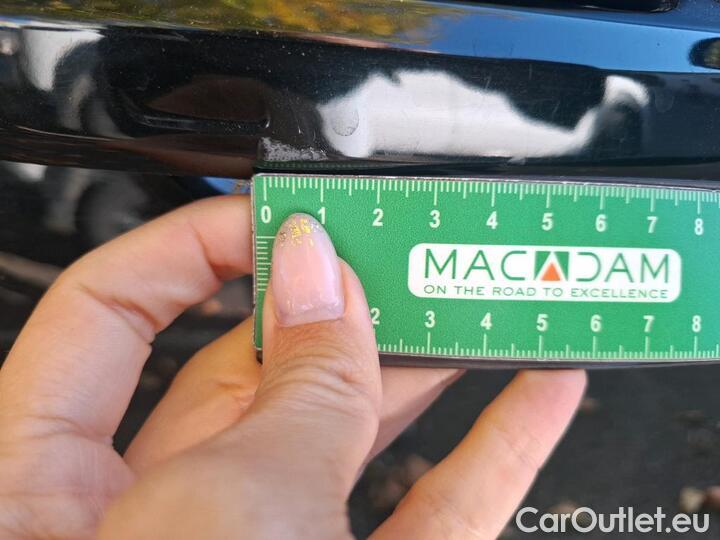 0 1 2 3 4 5 6 7 8
MACADAM
ON THE ROAD TO EXCELLENCE
2 3 4 5 6 7 8
CarOutlet.eu